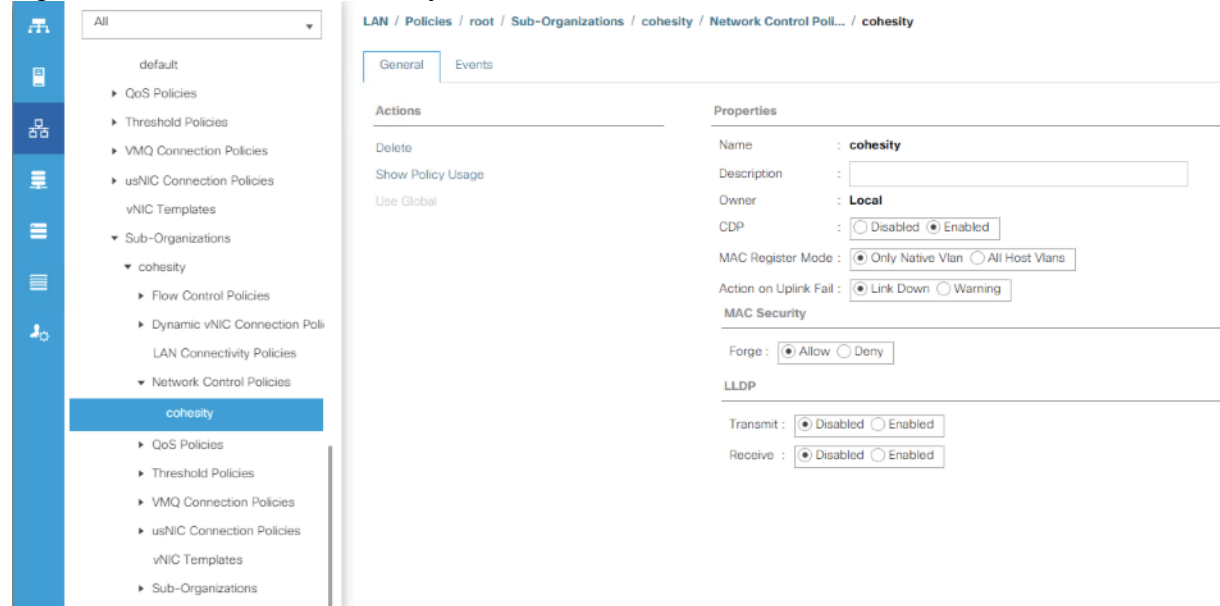 All
default
QoS Policies
Threshold Policies
VMQ Connection Policies
usNIC Connection Policies
vNIC Templates
Sub-Organizations
cohesity
Flow Control Policies
Dynamic vNIC Connection Poli
LAN Connectivity Policies
Network Control Policies
cohesity
QoS Policies
Threshold Policies
VMQ Connection Policies
usNIC Connection Policies
vNIC Templates
Sub-Organizations
LAN / Policies / root / Sub-Organizations / cohesity / Network Control Poli... / cohesity
General Events
Actions
Delete
Show Policy Usage
Use Global
Properties
Name : cohesity
Description :
Owner : Local
CDP : Disabled Enabled
MAC Register Mode : Only Native Vlan All Host Vlans
Action on Uplink Fail : Link Down Warning
MAC Security
Forge : Allow Deny
LLDP
Transmit : Disabled Enabled
Receive : Disabled Enabled